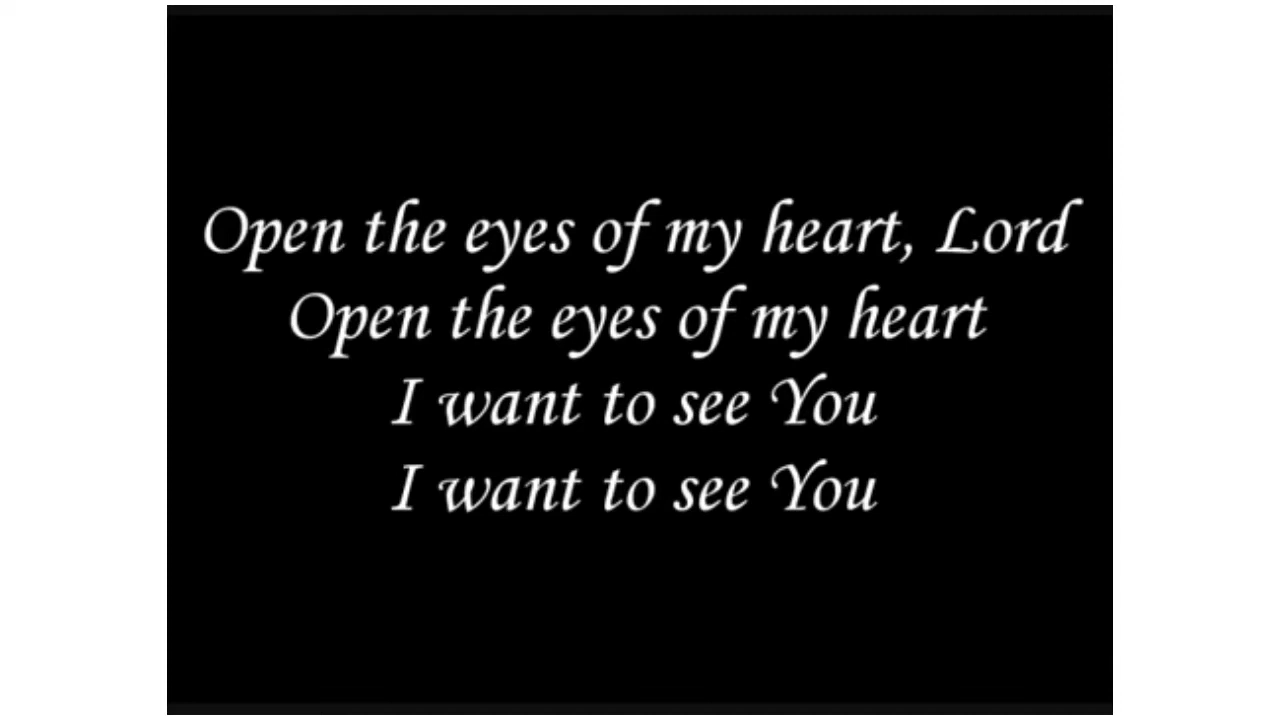 Open the eyes of my heart, Lord
Open the eyes of my heart
I want to see You
I want to see You